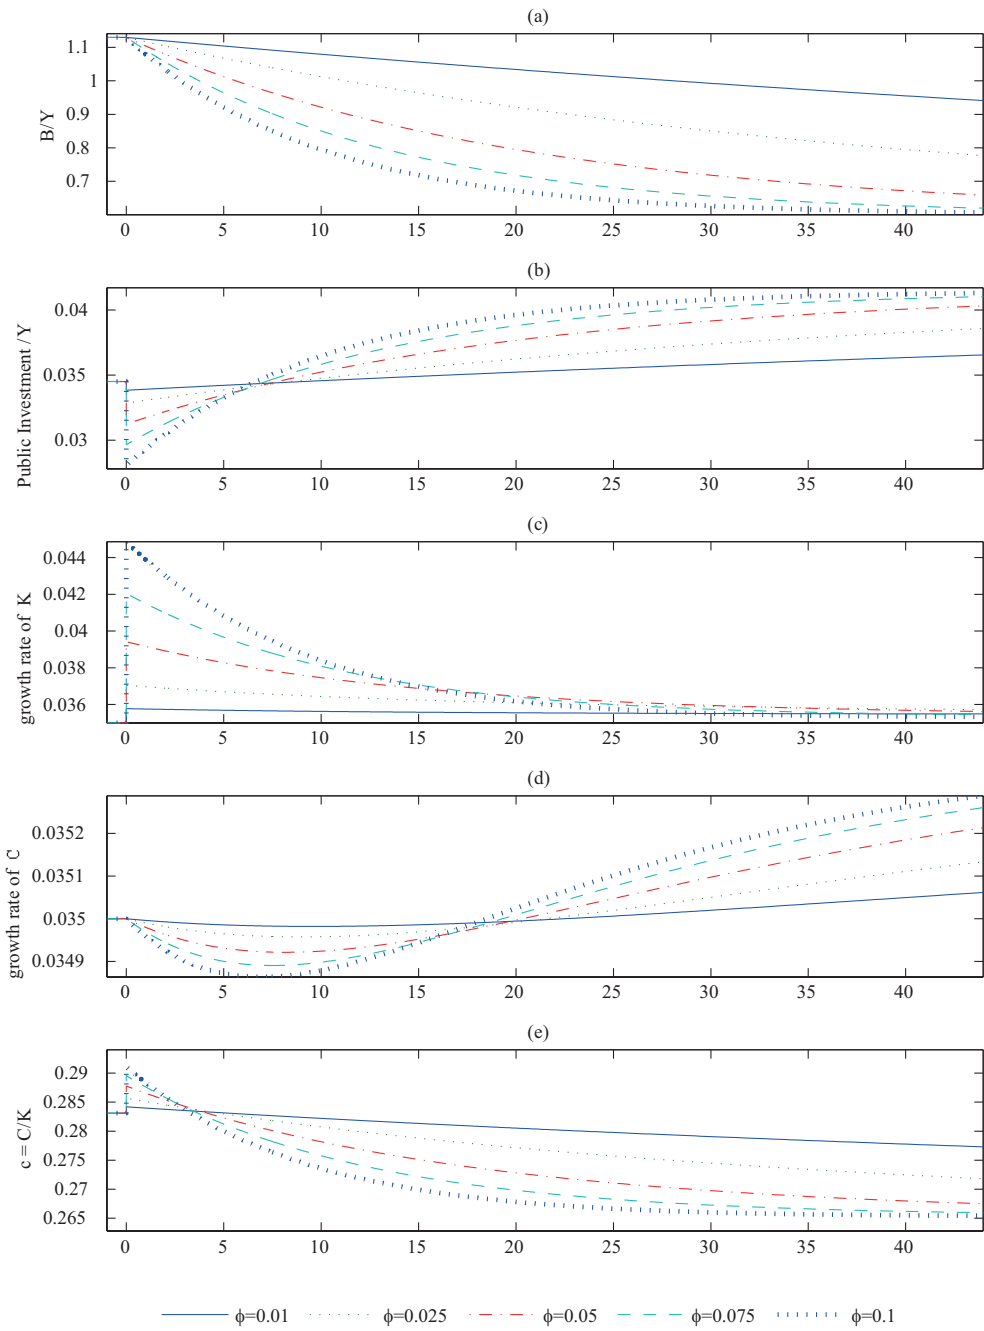 (a)
1.1
1
0.9
0.8
0.7
B/Y
0 5 10 15 20 25 30 35 40
(b)
0.04
0.035
0.03
Public Investment / Y
0 5 10 15 20 25 30 35 40
(c)
0.044
0.042
0.04
0.038
0.036
growth rate of K
0 5 10 15 20 25 30 35 40
(d)
0.0352
0.0351
0.035
0.0349
growth rate of C
0 5 10 15 20 25 30 35 40
(e)
0.29
0.285
0.28
0.275
0.27
0.265
c = C/K
0 5 10 15 20 25 30 35 40
ϕ=0.01 ϕ=0.025 ϕ=0.05 ϕ=0.075 ϕ=0.1